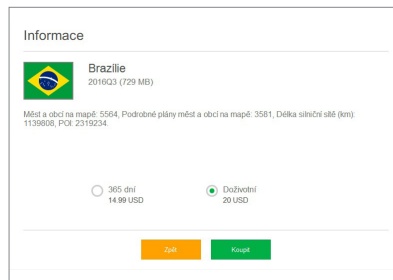 Informace
Brazílie
2016Q3 (729 MB)
Měst a obcí na mapě: 5564, Podrobné plány měst a obcí na mapě: 3581, Délka silniční sítě (km):
1139808, POI: 2319234.
365 dní
14.99 USD
Doživotní
20 USD
Zpět
Koupit